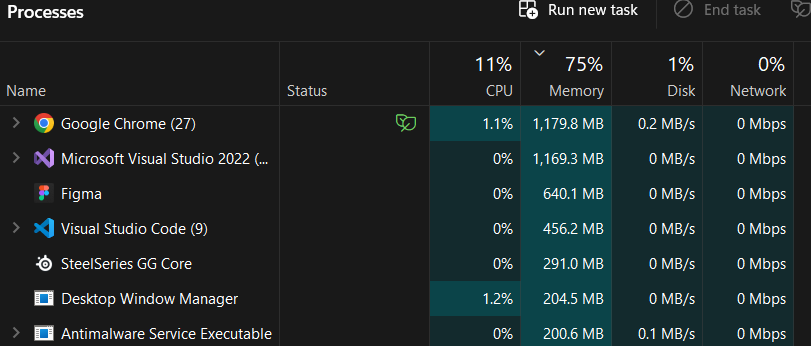 Processes Run new task End task
11% 75% 1% 0%
Name Status CPU Memory Disk Network
Google Chrome (27) 1.1% 1,179.8 MB 0.2 MB/s 0 Mbps
Microsoft Visual Studio 2022 (... 0% 1,169.3 MB 0 MB/s 0 Mbps
Figma 0% 640.1 MB 0 MB/s 0 Mbps
Visual Studio Code (9) 0% 456.2 MB 0 MB/s 0 Mbps
SteelSeries GG Core 0% 291.0 MB 0 MB/s 0 Mbps
Desktop Window Manager 1.2% 204.5 MB 0 MB/s 0 Mbps
Antimalware Service Executable 0% 200.6 MB 0.1 MB/s 0 Mbps